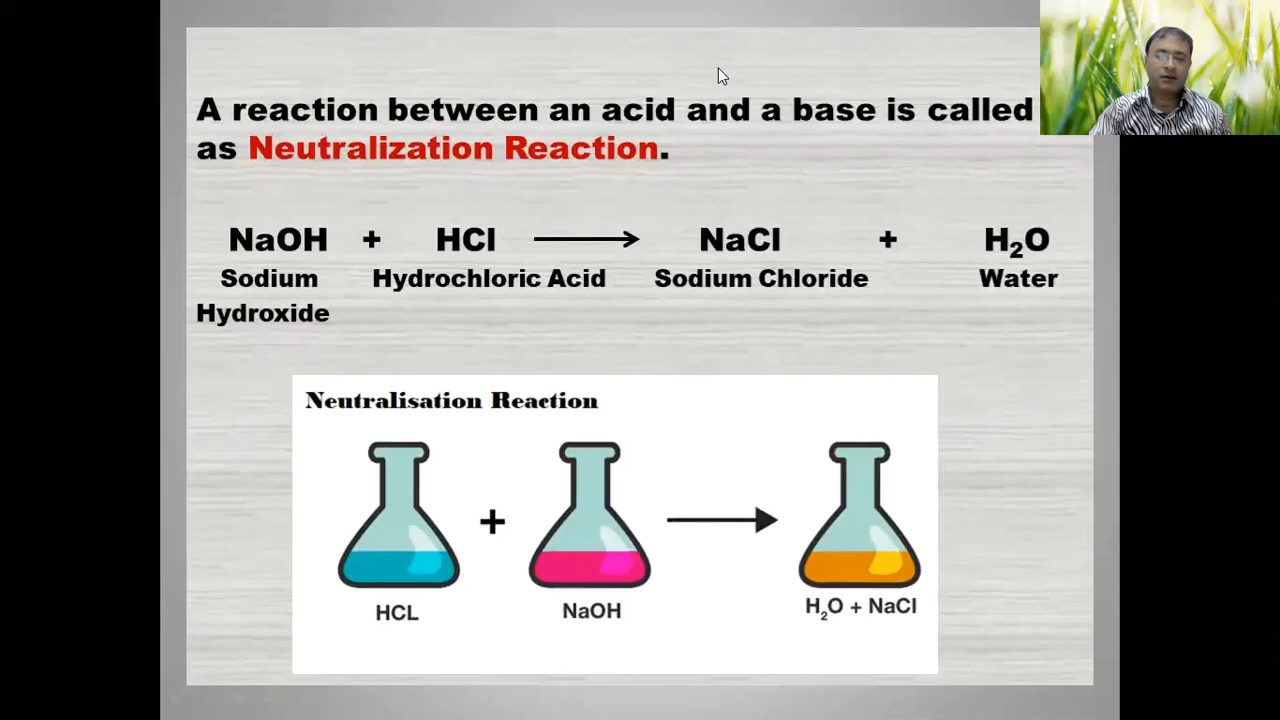 A reaction between an acid and a base is called
as Neutralization Reaction.
NaOH + HCl → NaCl + H₂O
Sodium Hydrochloric Acid Sodium Chloride Water
Hydroxide
Neutralisation Reaction
+
HCL NaOH H₂O + NaCl